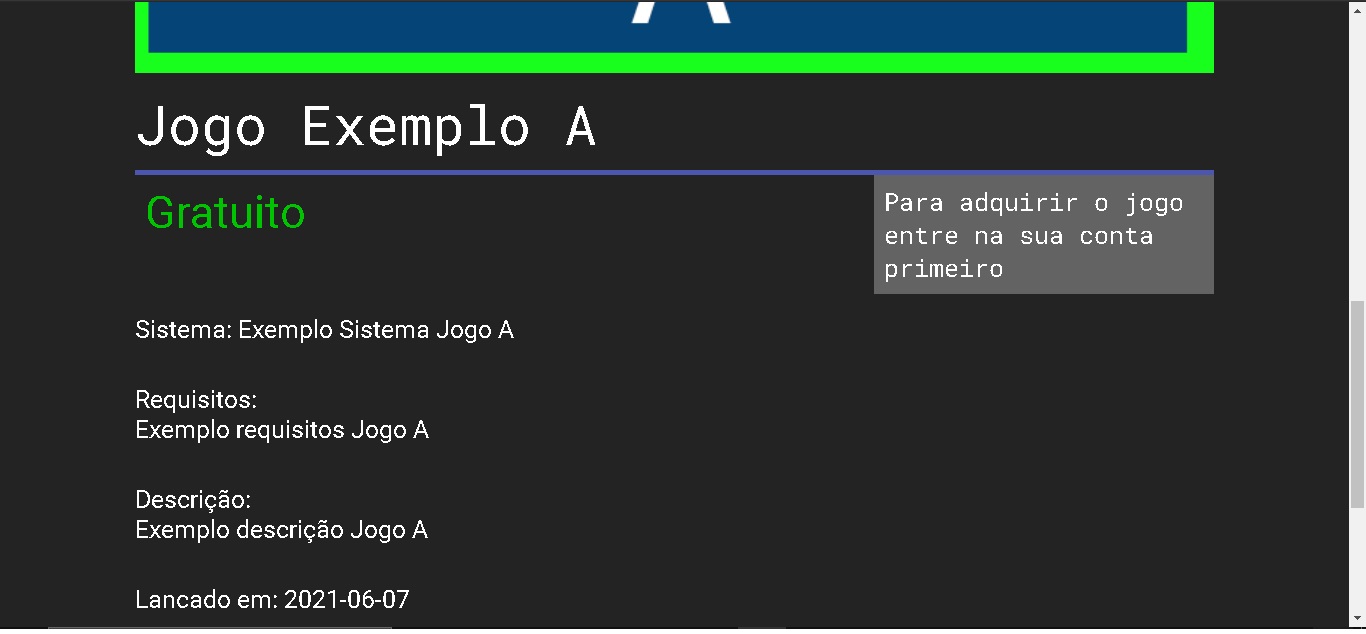 Jogo Exemplo A
Gratuito
Para adquirir o jogo
entre na sua conta
primeiro
Sistema: Exemplo Sistema Jogo A
Requisitos:
Exemplo requisitos Jogo A
Descrição:
Exemplo descrição Jogo A
Lancado em: 2021-06-07